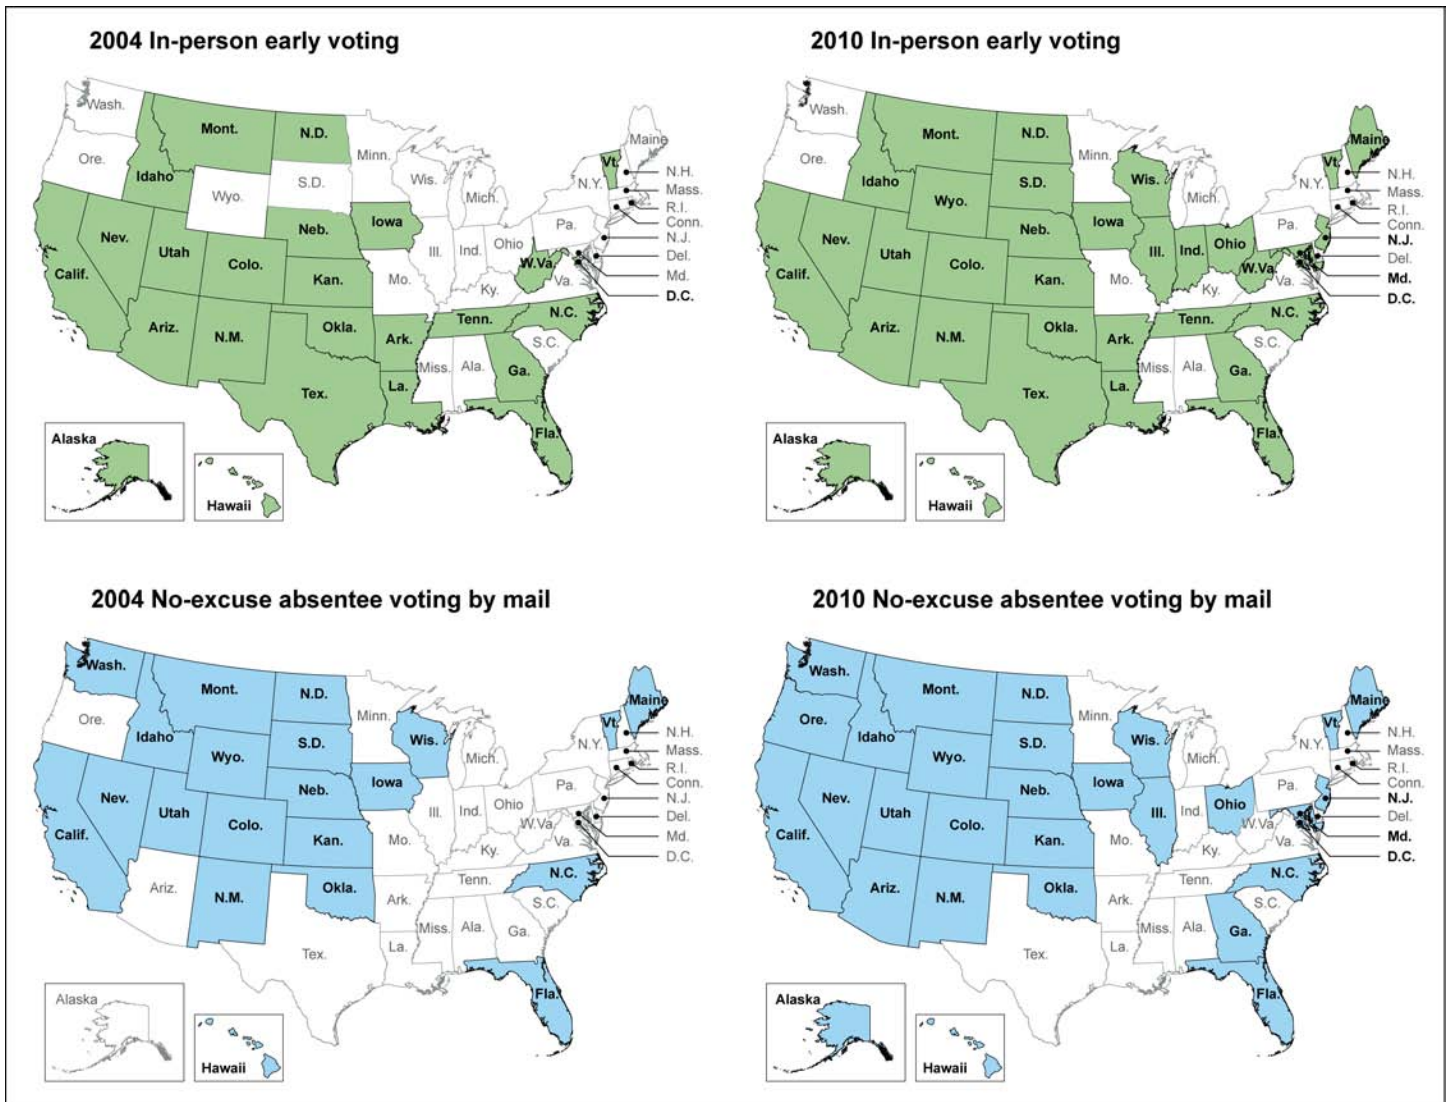 2004 In-person early voting
Wash.
Mont.
N.D.
Minn.
Ore.
Idaho
Wyo.
S.D.
Wis.
Mich.
N.Y.
Vt.
Maine
N.H.
Mass.
R.I.
Conn.
N.J.
Del.
Md.
D.C.
Nev.
Utah
Colo.
Neb.
Iowa
Ill.
Ind.
Ohio
Pa.
W.Va.
Va.
Calif.
Kan.
Mo.
Ky.
Ariz.
N.M.
Okla.
Ark.
Tenn.
N.C.
S.C.
Tex.
La.
Miss.
Ala.
Ga.
Fla.
Alaska
Hawaii
2010 In-person early voting
Wash.
Mont.
N.D.
Minn.
Ore.
Idaho
Wyo.
S.D.
Wis.
Mich.
N.Y.
Vt.
Maine
N.H.
Mass.
R.I.
Conn.
N.J.
Del.
Md.
D.C.
Nev.
Utah
Colo.
Neb.
Iowa
Ill.
Ind.
Ohio
Pa.
W.Va.
Va.
Calif.
Kan.
Mo.
Ky.
Ariz.
N.M.
Okla.
Ark.
Tenn.
N.C.
S.C.
Tex.
La.
Miss.
Ala.
Ga.
Fla.
Alaska
Hawaii
2004 No-excuse absentee voting by mail
Wash.
Mont.
N.D.
Minn.
Ore.
Idaho
Wyo.
S.D.
Wis.
Mich.
N.Y.
Vt.
Maine
N.H.
Mass.
R.I.
Conn.
N.J.
Del.
Md.
D.C.
Nev.
Utah
Colo.
Neb.
Iowa
Ill.
Ind.
Ohio
Pa.
W.Va.
Va.
Calif.
Kan.
Mo.
Ky.
Ariz.
N.M.
Okla.
Ark.
Tenn.
N.C.
S.C.
Tex.
La.
Miss.
Ala.
Ga.
Fla.
Alaska
Hawaii
2010 No-excuse absentee voting by mail
Wash.
Mont.
N.D.
Minn.
Ore.
Idaho
Wyo.
S.D.
Wis.
Mich.
N.Y.
Vt.
Maine
N.H.
Mass.
R.I.
Conn.
N.J.
Del.
Md.
D.C.
Nev.
Utah
Colo.
Neb.
Iowa
Ill.
Ind.
Ohio
Pa.
W.Va.
Va.
Calif.
Kan.
Mo.
Ky.
Ariz.
N.M.
Okla.
Ark.
Tenn.
N.C.
S.C.
Tex.
La.
Miss.
Ala.
Ga.
Fla.
Alaska
Hawaii